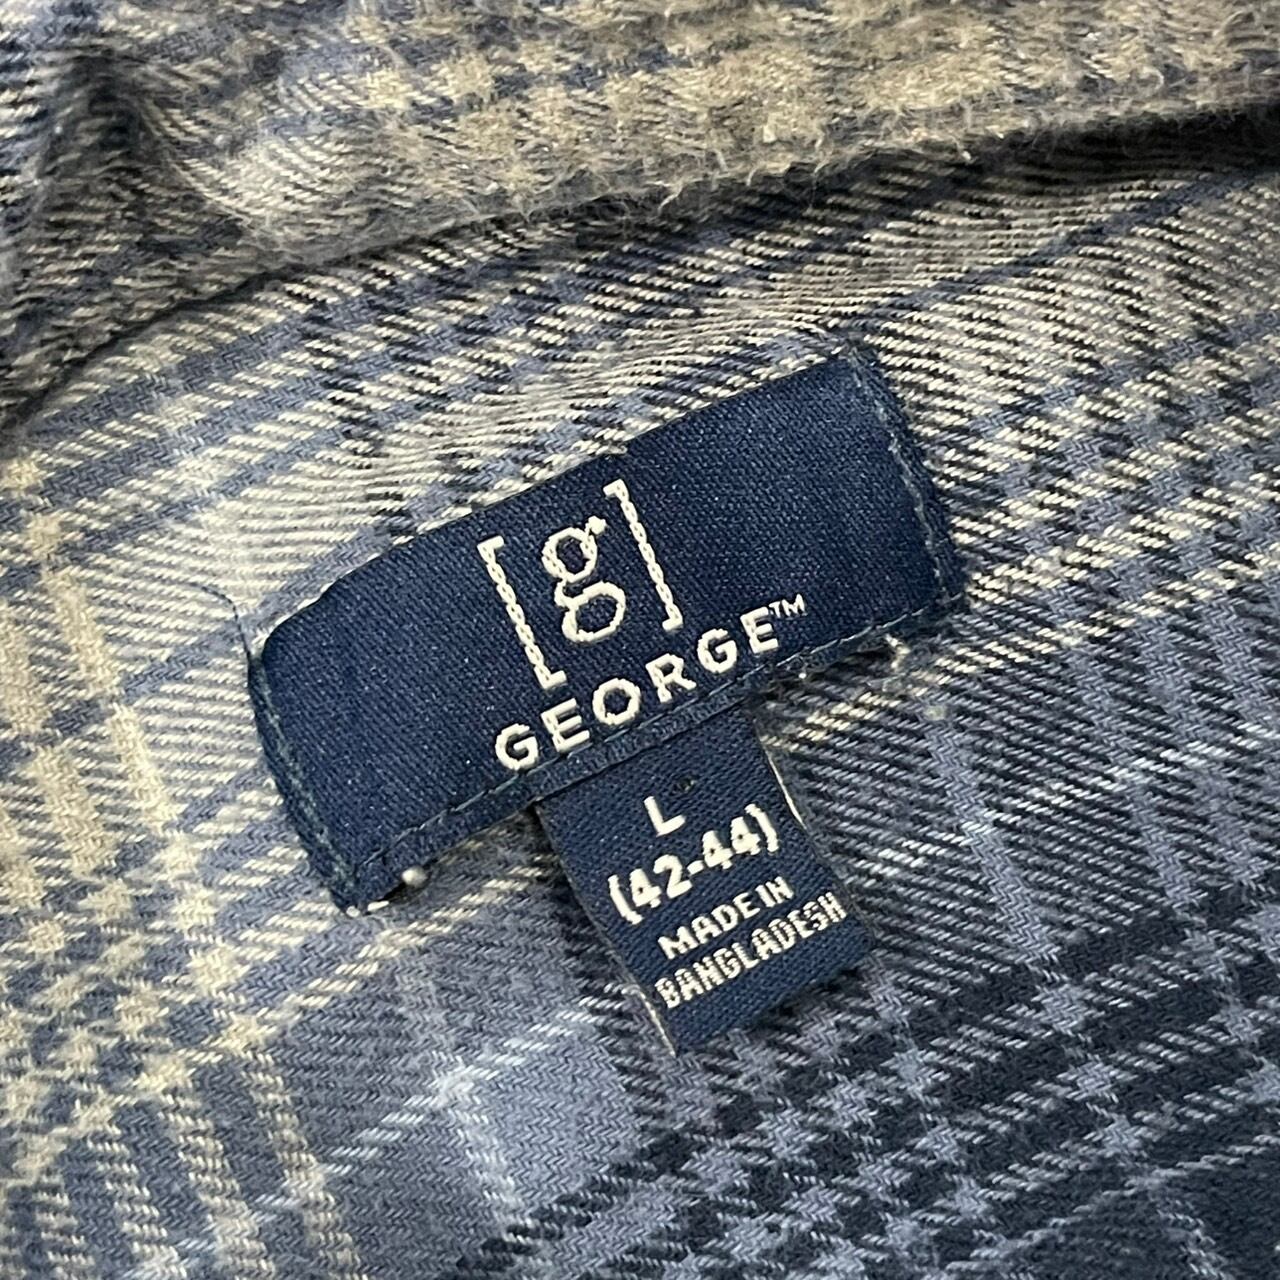 [g]
GEORGE™
L
(42-44)
MADE IN
BANGLADESH